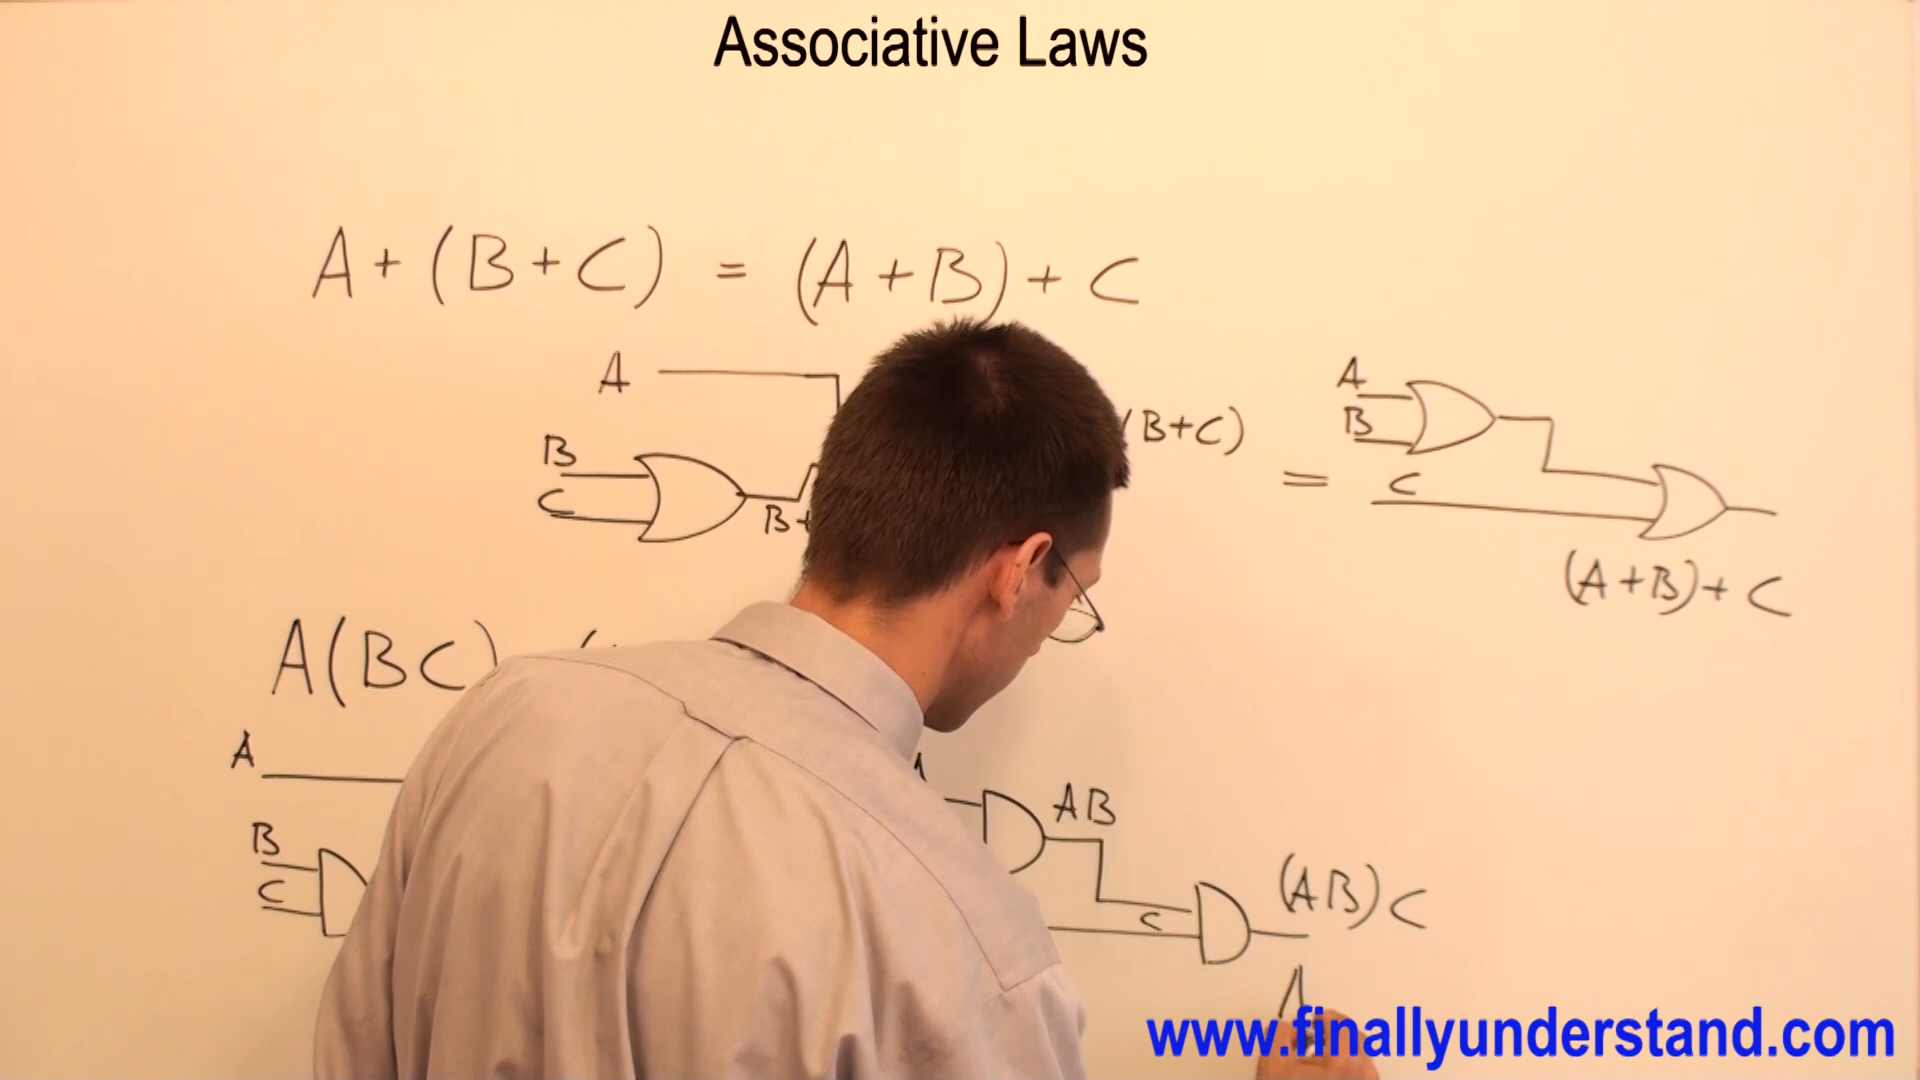 Associative Laws
A+(B+C) = (A+B)+C
A
A
B
(B+C)
B
C
=
C
B+
(A+B)+C
A(BC) (
A
B
AB
C
(AB)C
C
A
www.finallyunderstand.com